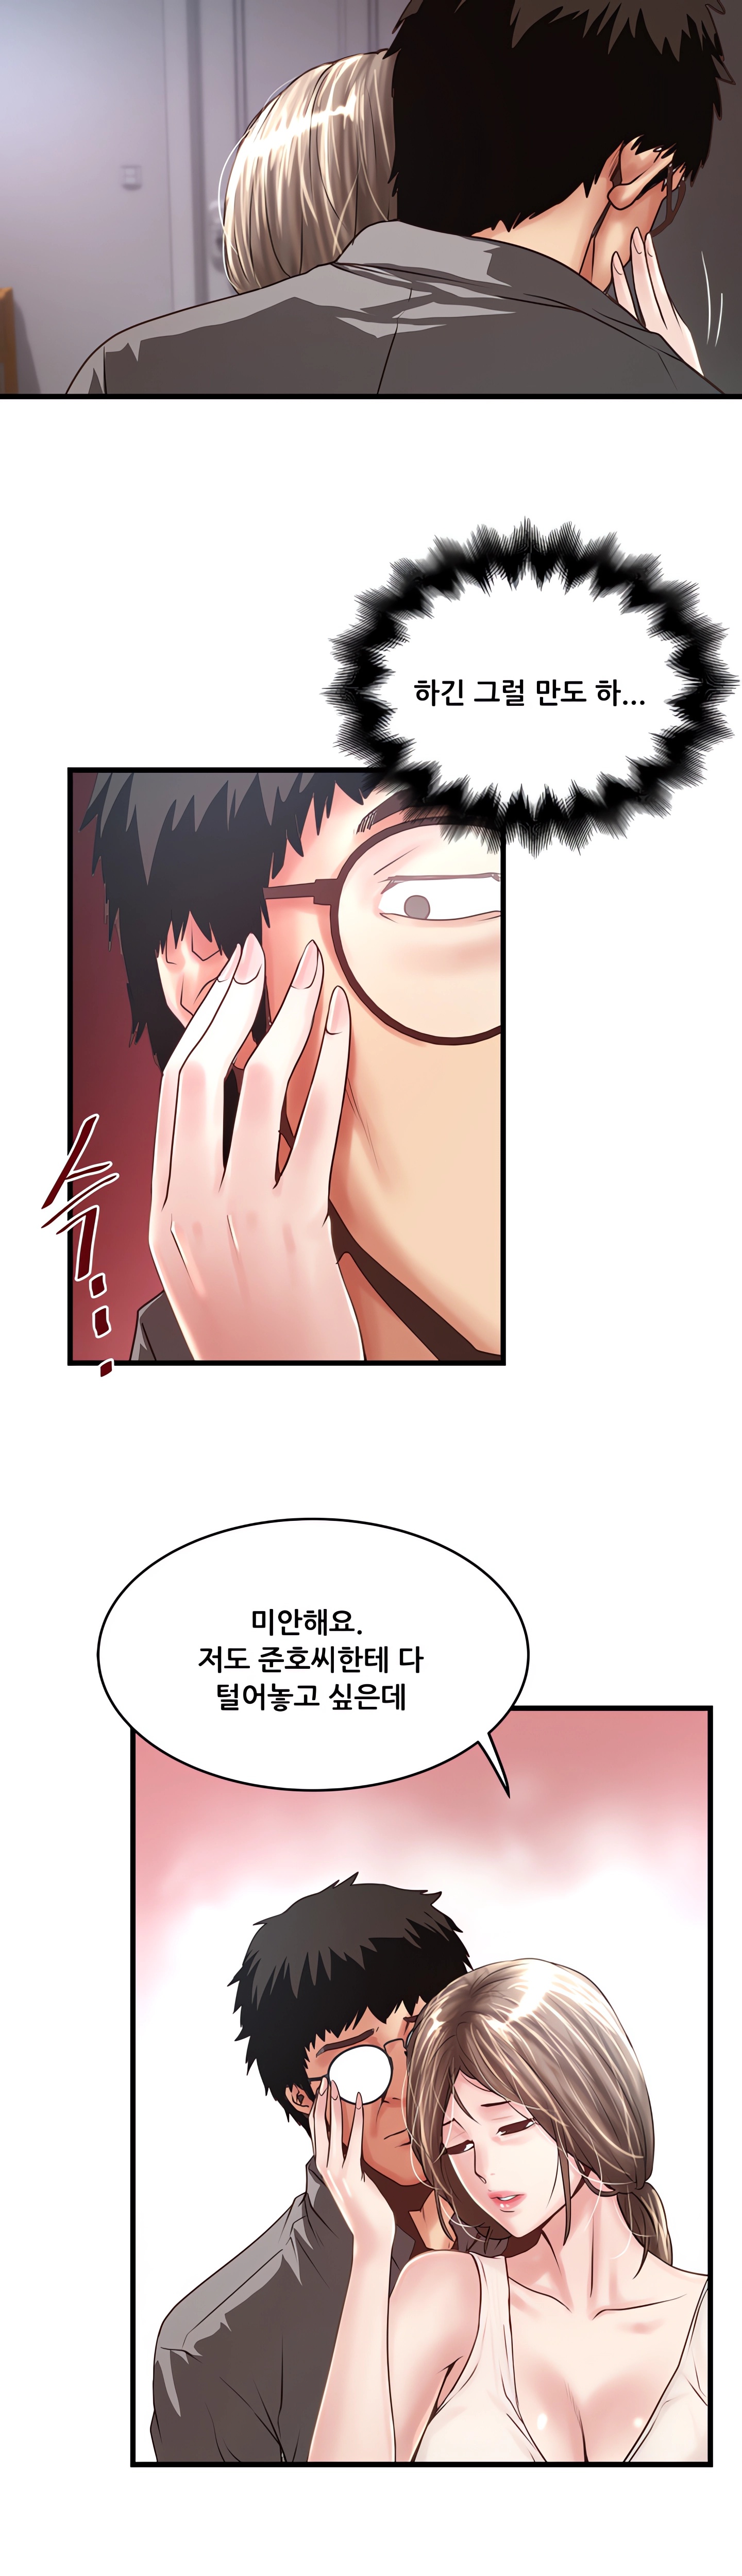 하긴 그럴 만도 하...
스윽...
미안해요.
저도 준호씨한테 다
털어놓고 싶은데